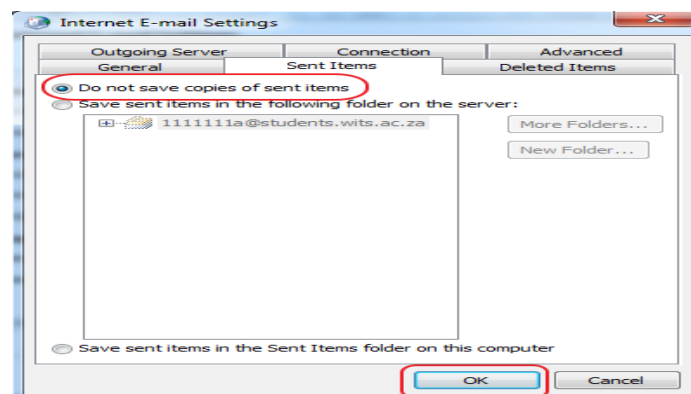 Internet E-mail Settings
Outgoing Server Connection Advanced
General Sent Items Deleted Items
Do not save copies of sent items
Save sent items in the following folder on the server:
1111111a@students.wits.ac.za More Folders...
New Folder...
Save sent items in the Sent Items folder on this computer
OK Cancel